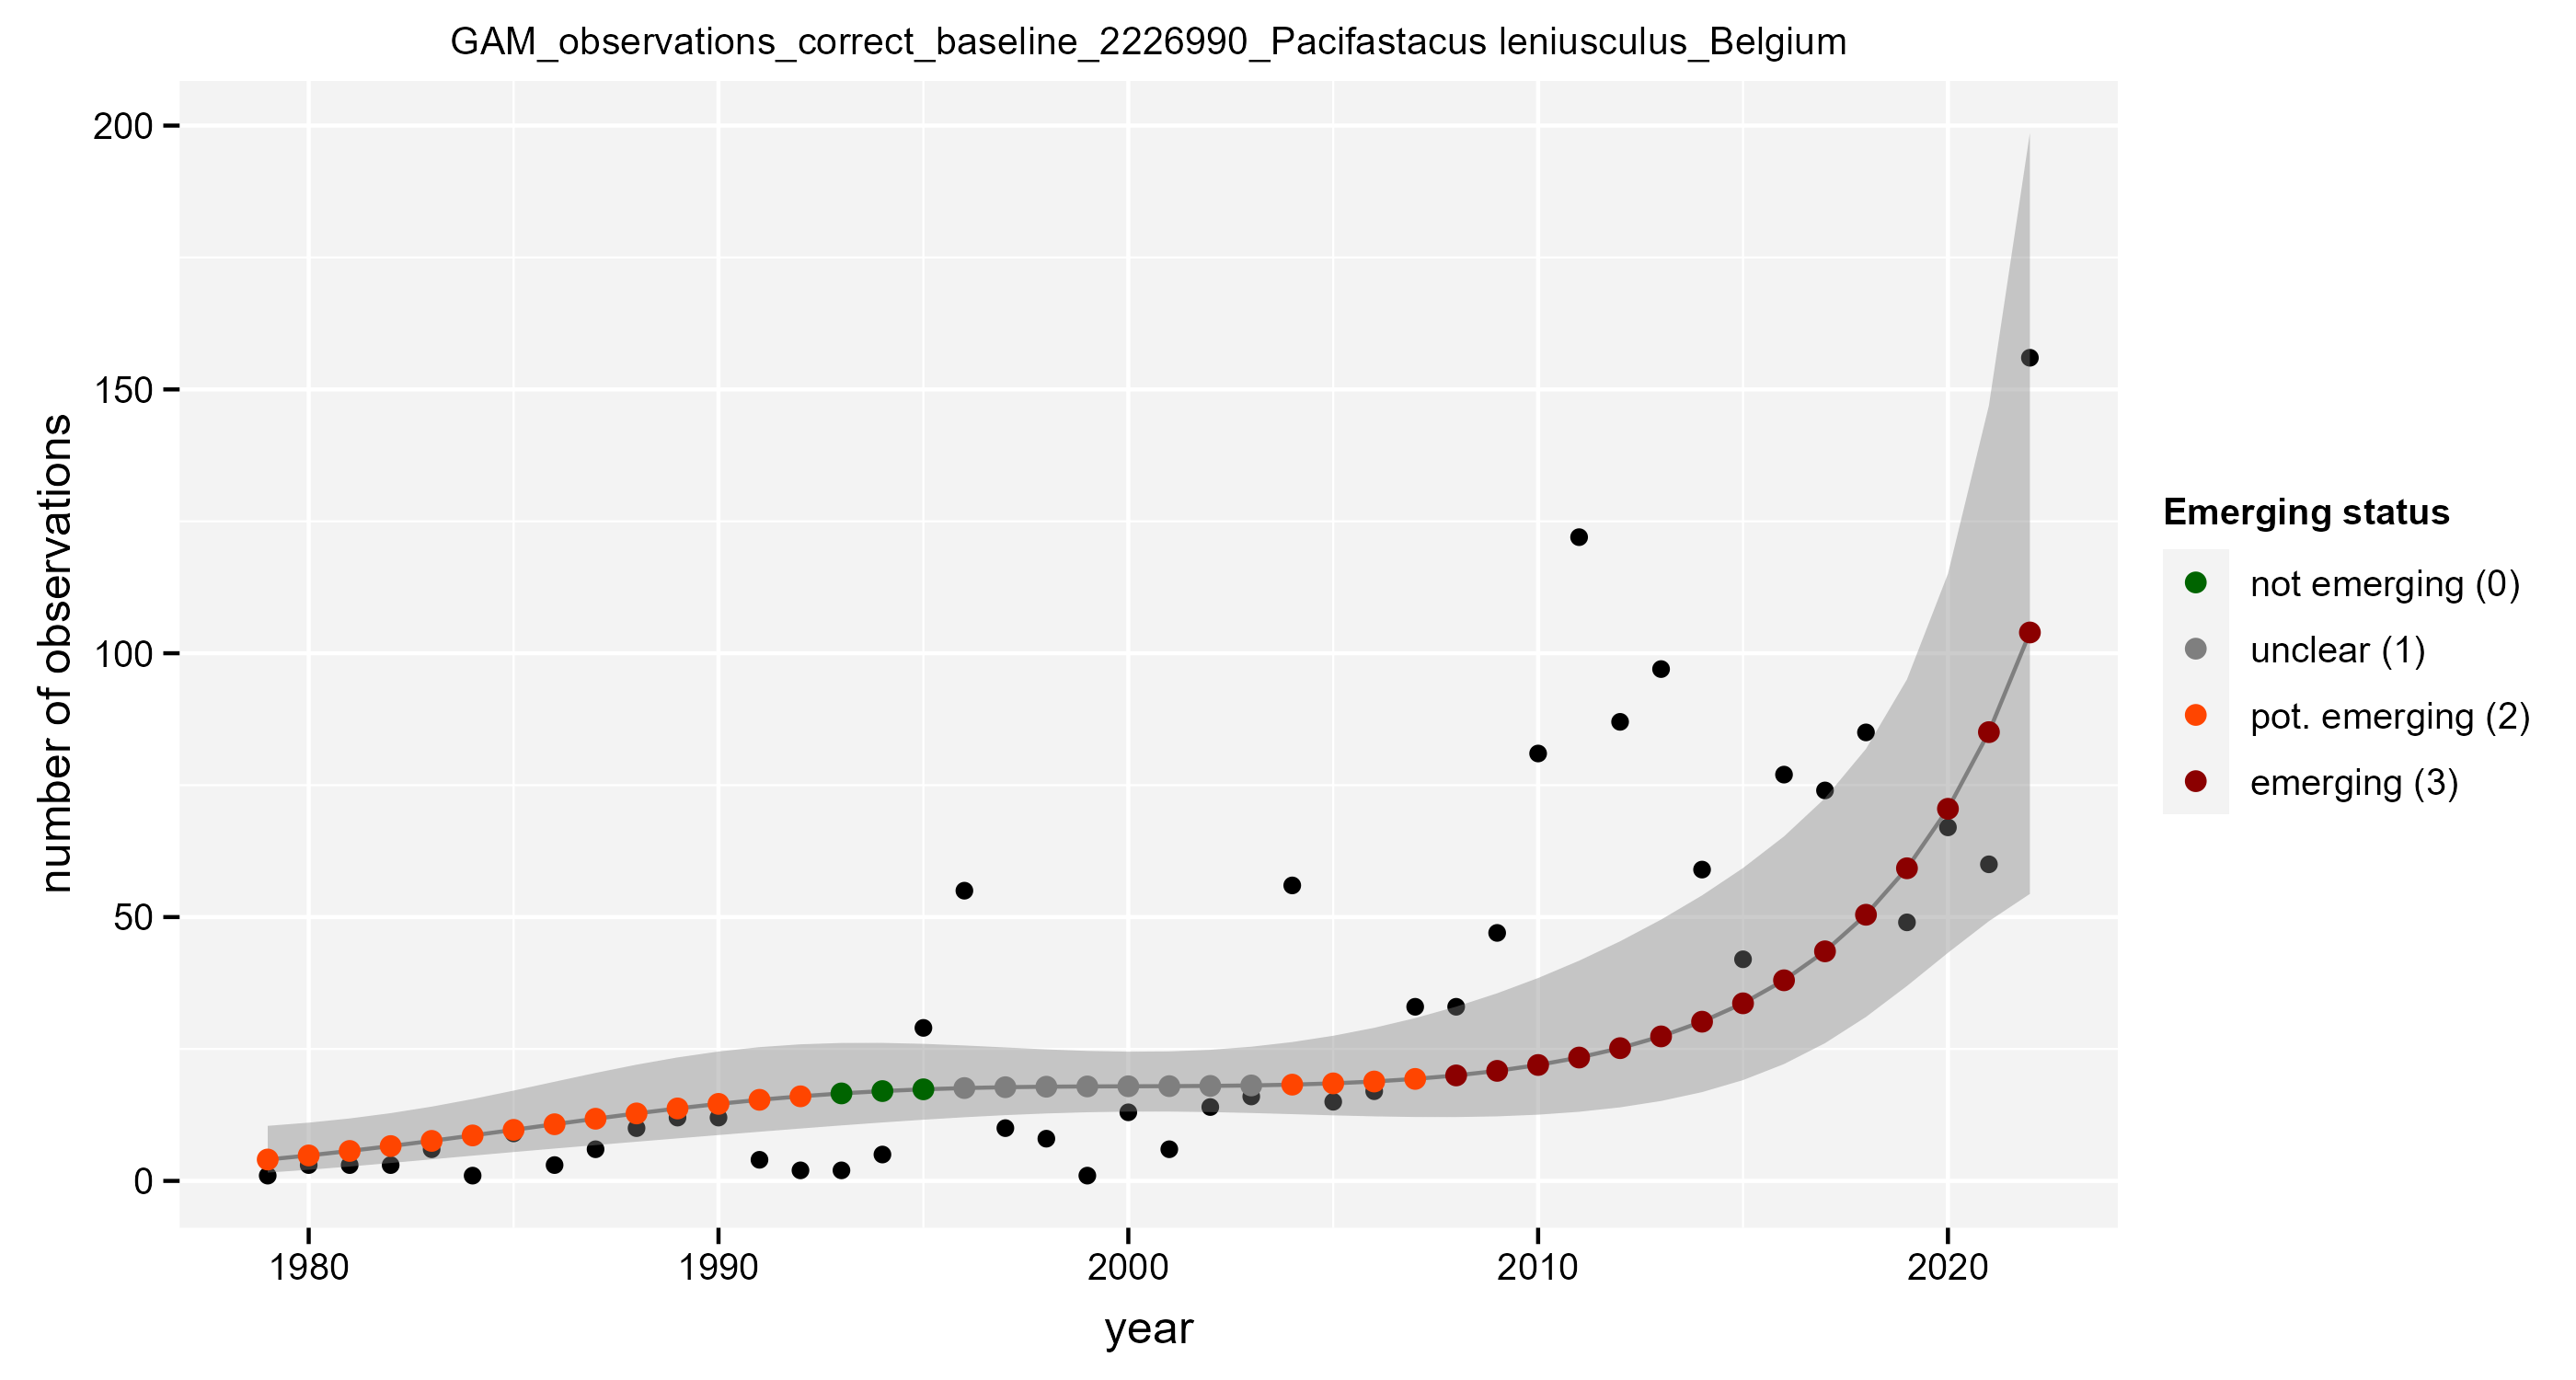 GAM_observations_correct_baseline_2226990_Pacifastacus leniusculus_Belgium
number of observations
200
150
100
50
0
1980 1990 2000 2010 2020
year
Emerging status
not emerging (0)
unclear (1)
pot. emerging (2)
emerging (3)